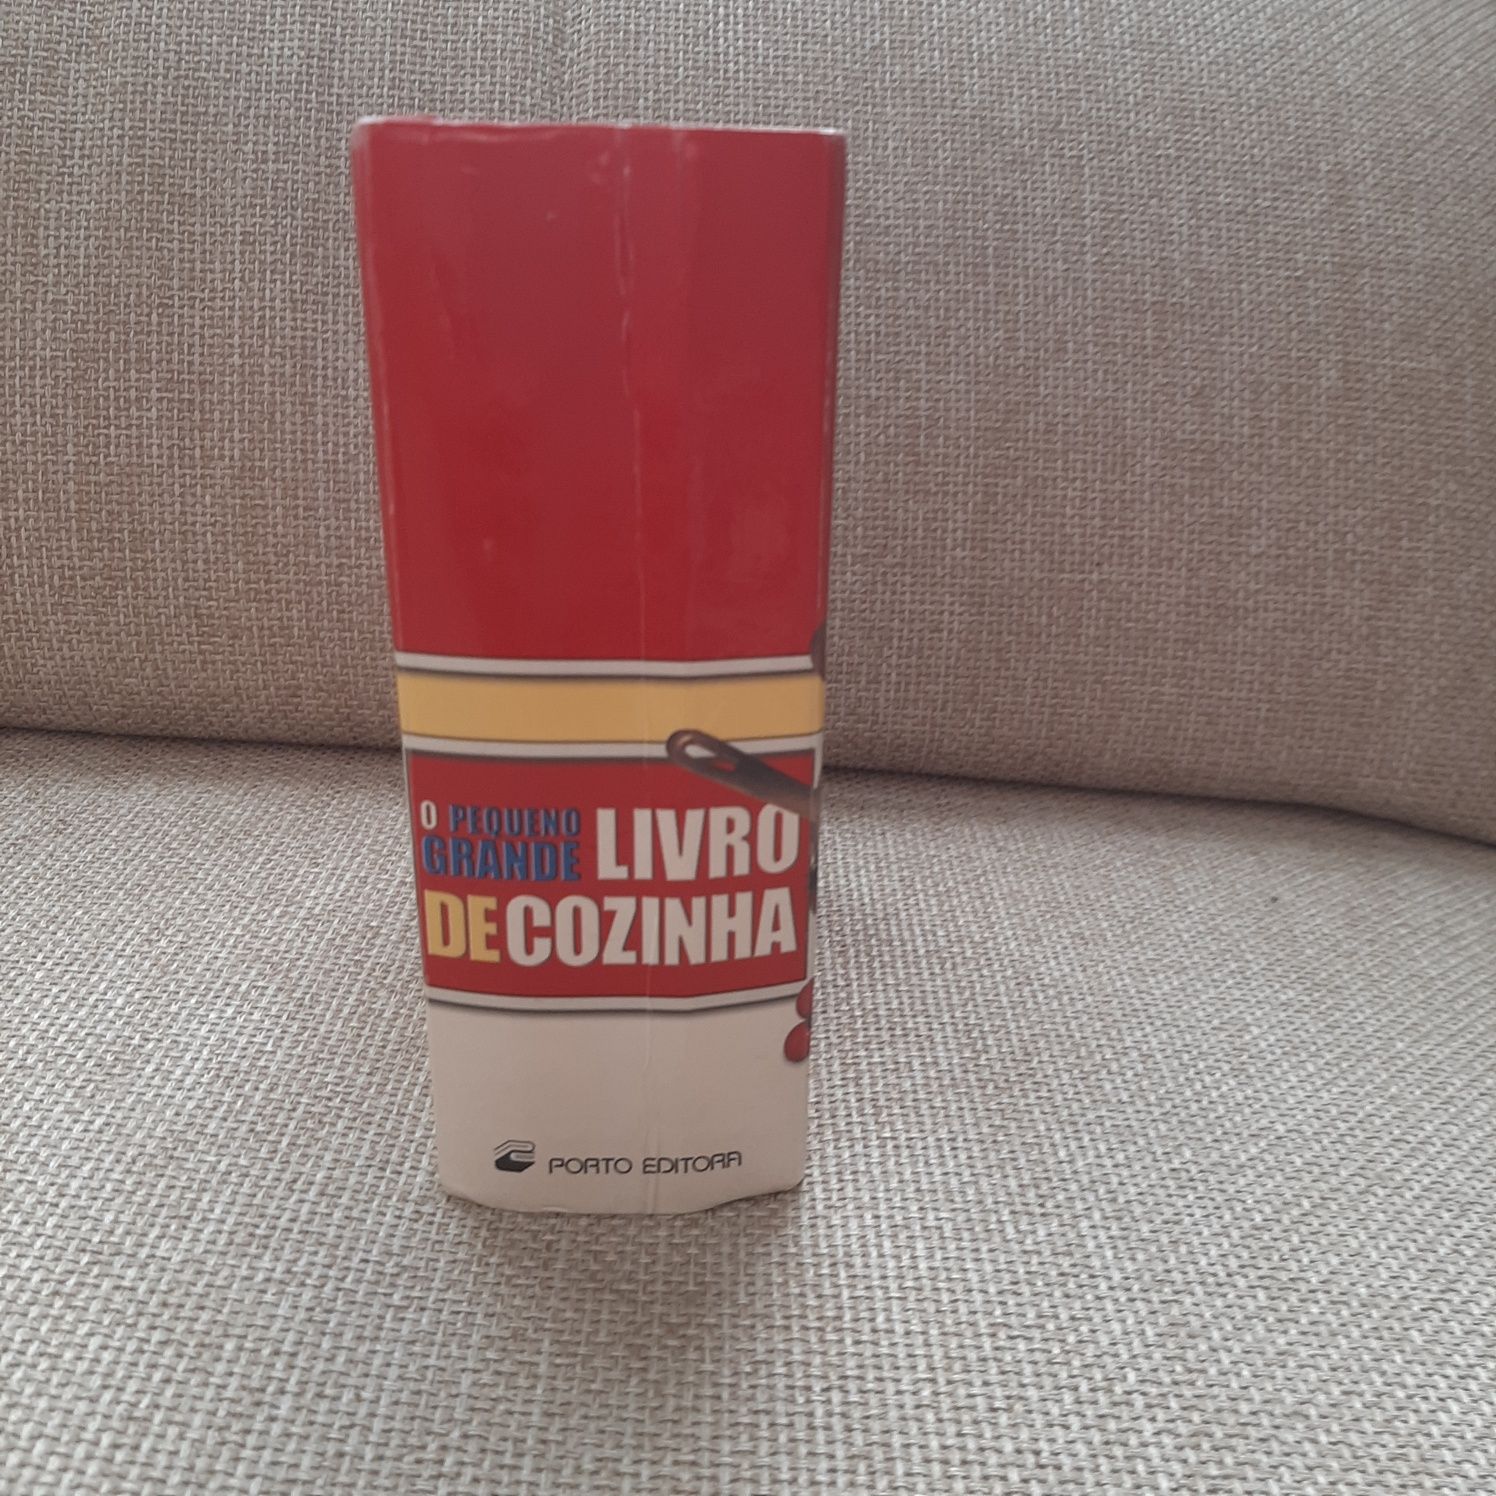 O PEQUENO
GRANDE LIVRO
DE COZINHA
PORTO EDITORA